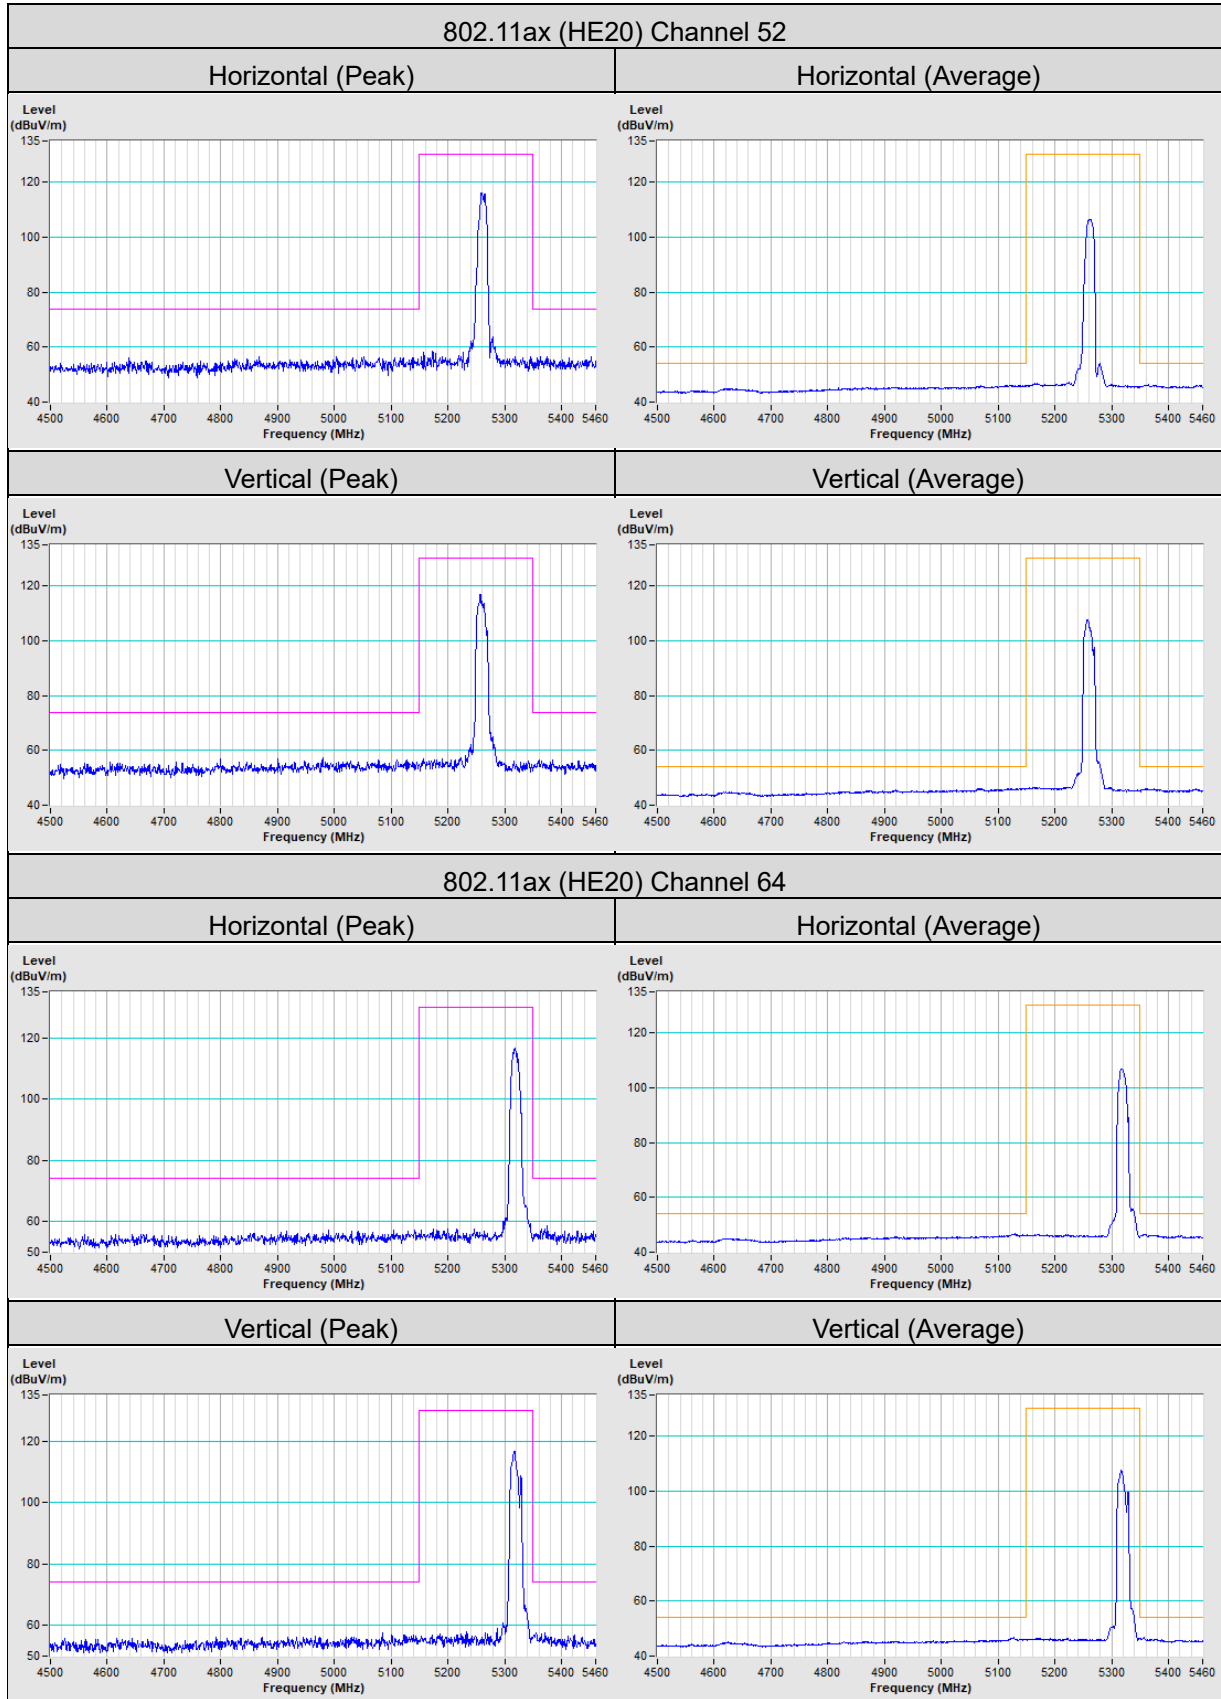 802.11ax (HE20) Channel 52
Horizontal (Peak)
Horizontal (Average)
Level
(dBuV/m)
135
120
100
80
60
40
4500 4600 4700 4800 4900 5000 5100 5200 5300 5400 5460
Frequency (MHz)
Level
(dBuV/m)
135
120
100
80
60
40
4500 4600 4700 4800 4900 5000 5100 5200 5300 5400 5460
Frequency (MHz)
Vertical (Peak)
Vertical (Average)
Level
(dBuV/m)
135
120
100
80
60
40
4500 4600 4700 4800 4900 5000 5100 5200 5300 5400 5460
Frequency (MHz)
Level
(dBuV/m)
135
120
100
80
60
40
4500 4600 4700 4800 4900 5000 5100 5200 5300 5400 5460
Frequency (MHz)
802.11ax (HE20) Channel 64
Horizontal (Peak)
Horizontal (Average)
Level
(dBuV/m)
135
120
100
80
60
50
4500 4600 4700 4800 4900 5000 5100 5200 5300 5400 5460
Frequency (MHz)
Level
(dBuV/m)
135
120
100
80
60
40
4500 4600 4700 4800 4900 5000 5100 5200 5300 5400 5460
Frequency (MHz)
Vertical (Peak)
Vertical (Average)
Level
(dBuV/m)
135
120
100
80
60
50
4500 4600 4700 4800 4900 5000 5100 5200 5300 5400 5460
Frequency (MHz)
Level
(dBuV/m)
135
120
100
80
60
40
4500 4600 4700 4800 4900 5000 5100 5200 5300 5400 5460
Frequency (MHz)